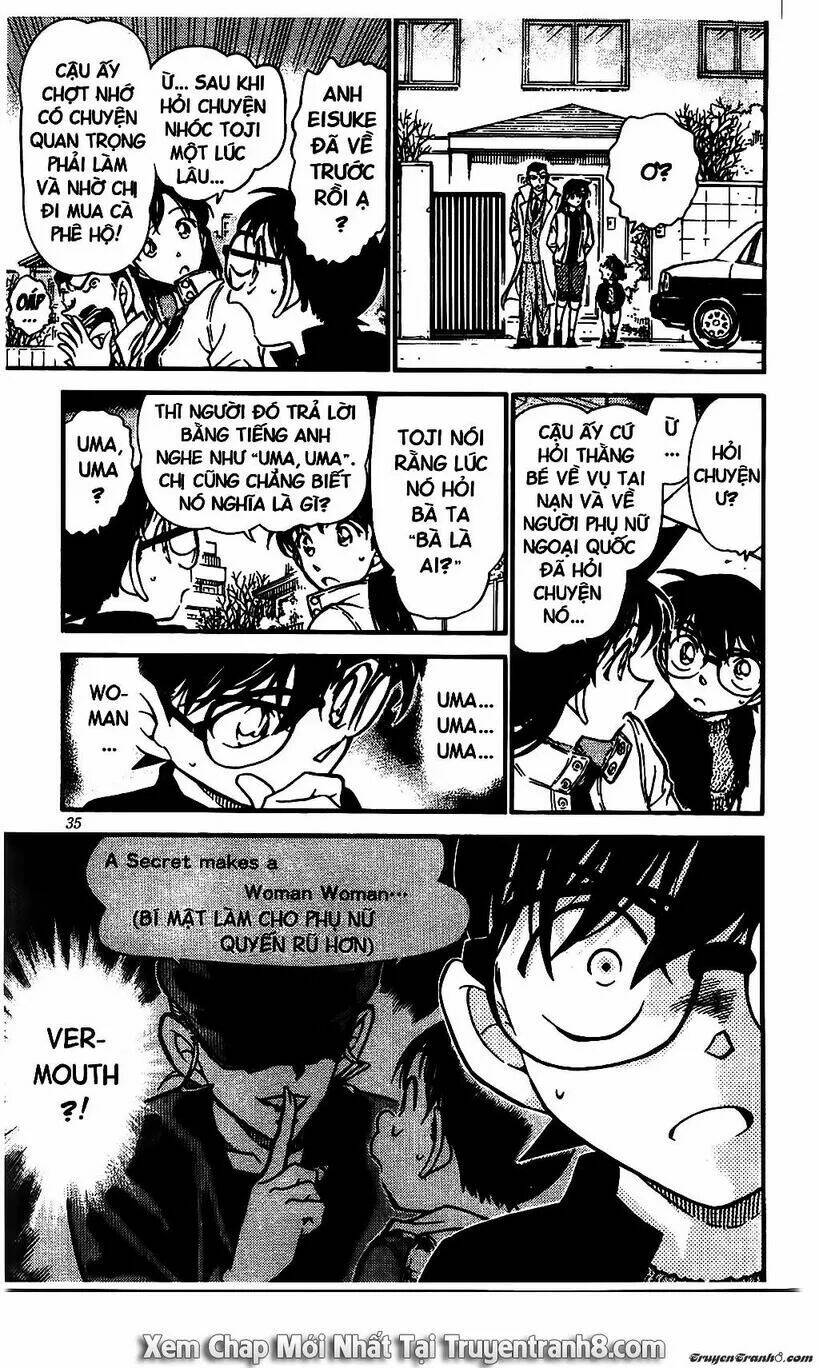 Ơ?
ANH
EISUKE
ĐÃ VỀ
TRƯỚC
RỒI Ạ
?
Ừ... SAU KHI
HỎI CHUYỆN
NHÓC TOJI
MỘT LÚC
LÂU...
CẬU ẤY
CHỢT NHỚ
CÓ CHUYỆN
QUAN TRỌNG
PHẢI LÀM
VÀ NHỜ CHỊ
ĐI MUA CÀ
PHÊ HỘ!
OÁP
...
HỎI
CHUYỆN
Ư?
Ừ
...
CẬU ẤY CỨ
HỎI THẰNG
BÉ VỀ VỤ TAI
NẠN VÀ VỀ
NGƯỜI PHỤ NỮ
NGOẠI QUỐC
ĐÃ HỎI
CHUYỆN
NÓ...
TOJI NÓI
RẰNG LÚC
NÓ HỎI
BÀ TA
"BÀ LÀ
AI?"
THÌ NGƯỜI ĐÓ TRẢ LỜI
BẰNG TIẾNG ANH
NGHE NHƯ "UMA, UMA".
CHỊ CŨNG CHẲNG BIẾT
NÓ NGHĨA LÀ GÌ?
UMA,
UMA
?
UMA...
UMA...
UMA...
WO-
MAN
...
35
A Secret makes a
Woman Woman...
(BÍ MẬT LÀM CHO PHỤ NỮ
QUYẾN RŨ HƠN)
VER-
MOUTH
?!
Xem Chap Mới Nhất Tại Truyentranh8.com
TruyenTranh8.com